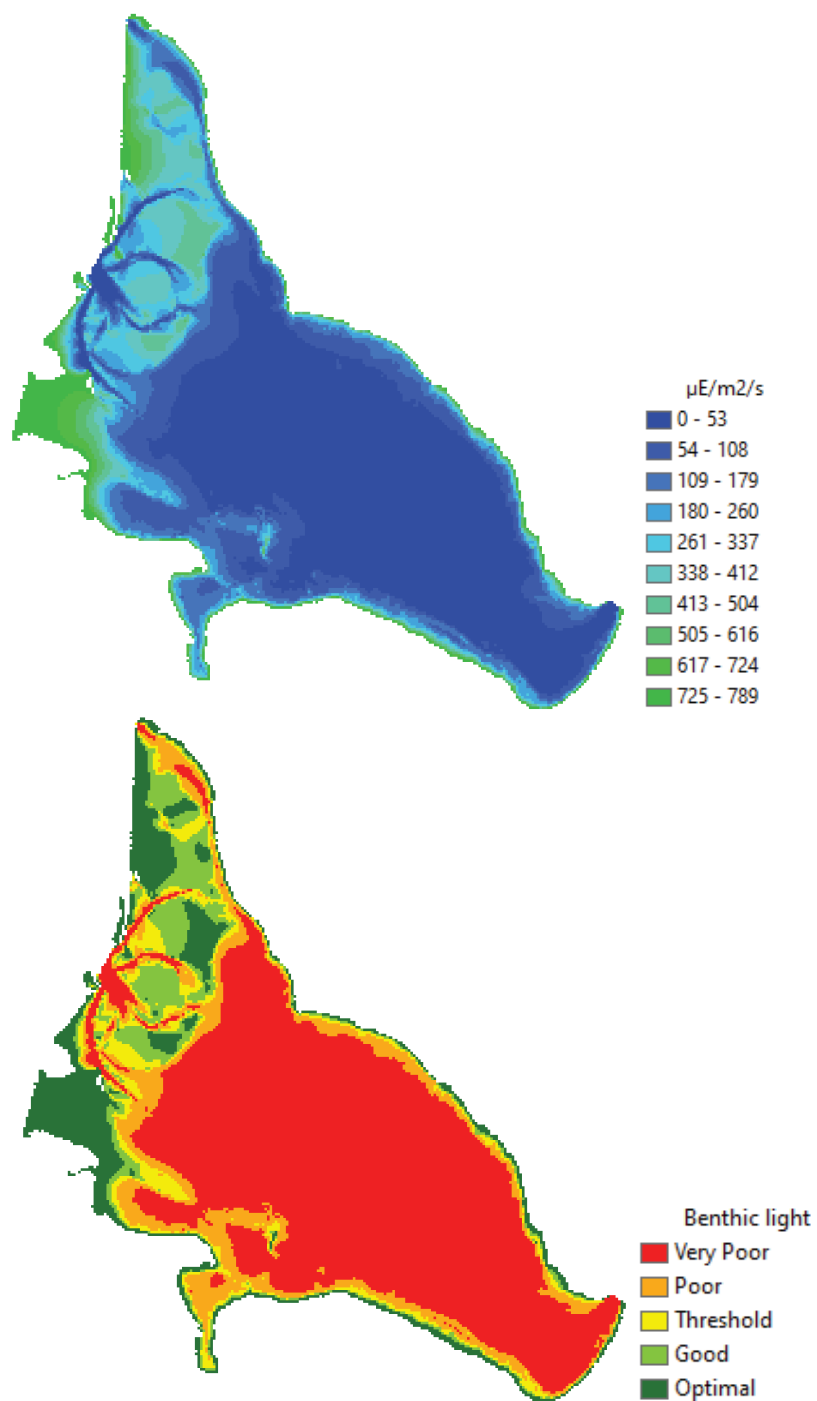 µE/m2/s
0 - 53
54 - 108
109 - 179
180 - 260
261 - 337
338 - 412
413 - 504
505 - 616
617 - 724
725 - 789
Benthic light
Very Poor
Poor
Threshold
Good
Optimal